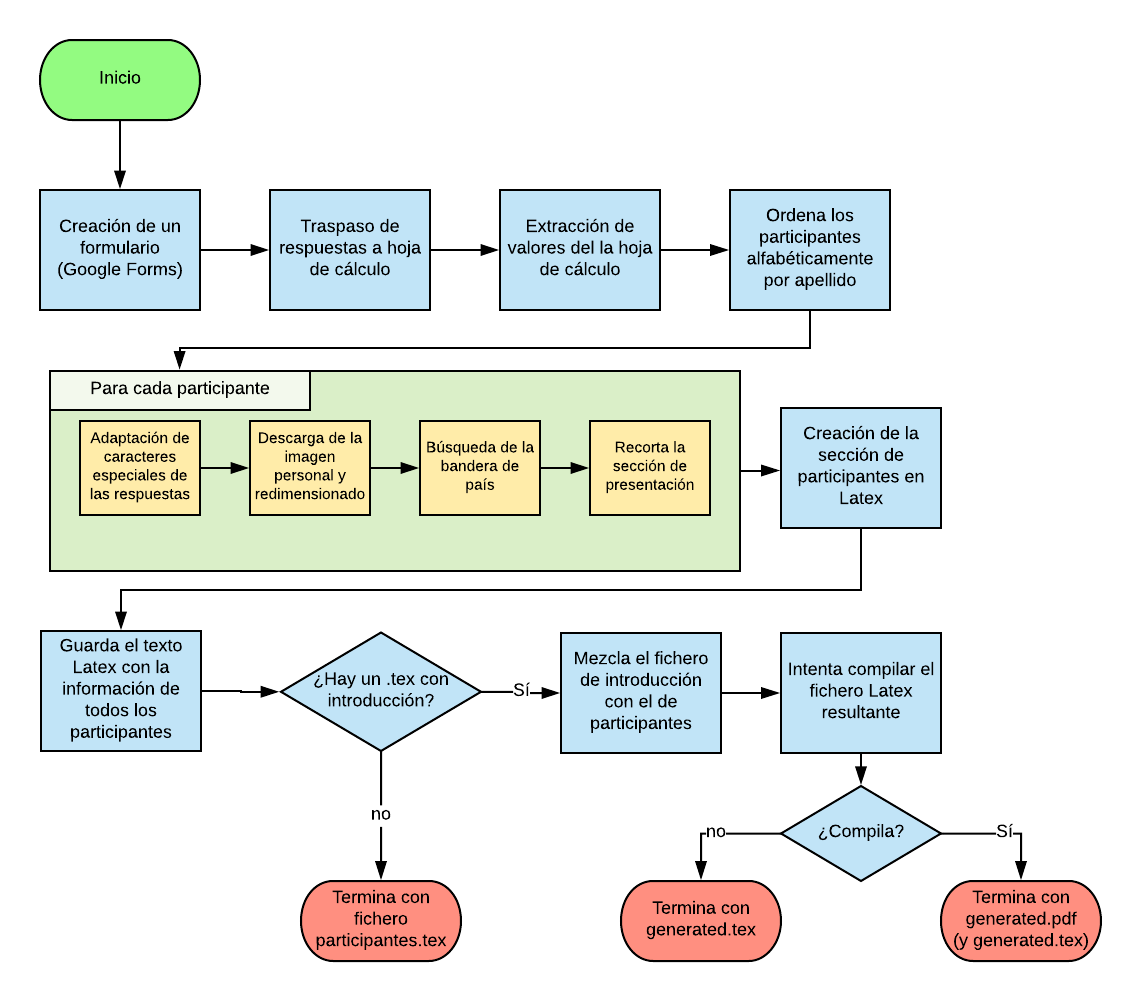 Inicio
Creación de un
formulario
(Google Forms)
Traspaso de
respuestas a hoja
de cálculo
Extracción de
valores del la hoja
de cálculo
Ordena los
participantes
alfabéticamente
por apellido
Para cada participante
Adaptación de
caracteres
especiales de
las respuestas
Descarga de la
imagen
personal y
redimensionado
Búsqueda de la
bandera de
país
Recorta la
sección de
presentación
Creación de la
sección de
participantes en
Latex
Guarda el texto
Latex con la
información de
todos los
participantes
¿Hay un .tex con
introducción?
Sí
Mezcla el fichero
de introducción
con el de
participantes
Intenta compilar el
fichero Latex
resultante
no
¿Compila?
no
Sí
Termina con
fichero
participantes.tex
Termina con
generated.tex
Termina con
generated.pdf
(y generated.tex)